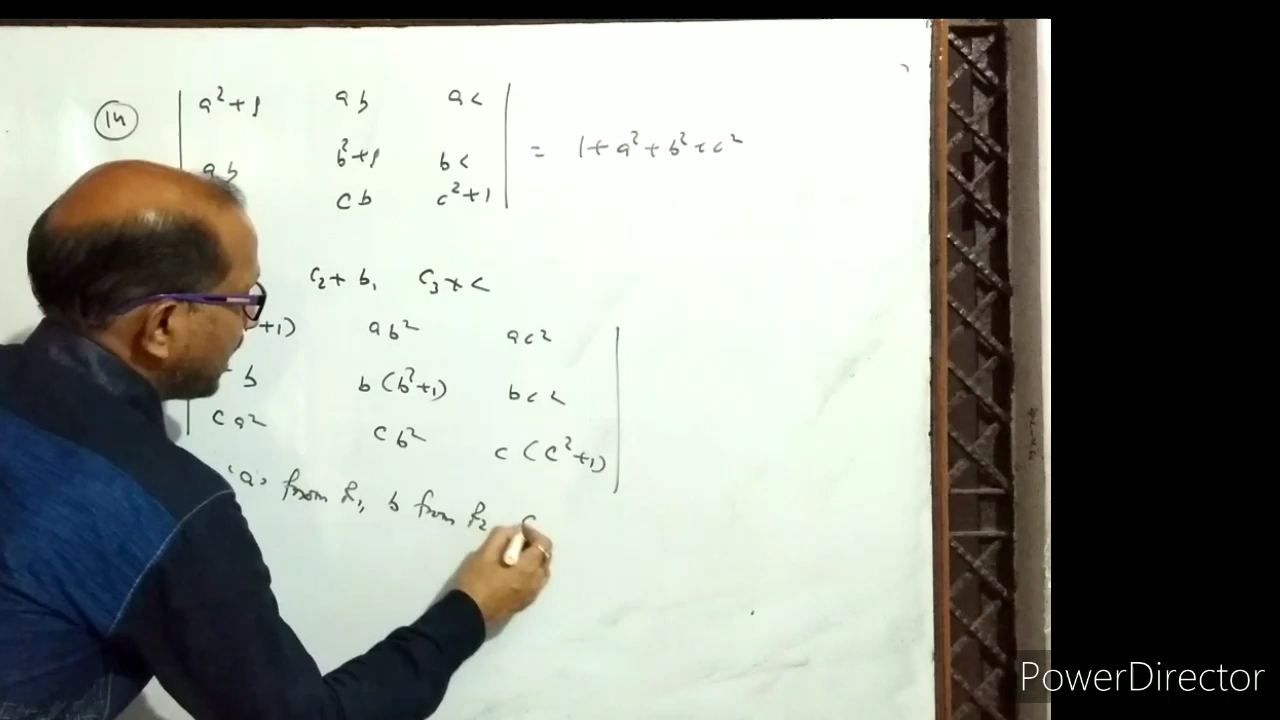 14 a²+1 ab ac
ab b²+1 bc = 1+a²+b²+c²
cb c²+1
c₂ × b, c₃ × c
+1) ab² ac²
b b(b²+1) bc²
ca² cb² c(c²+1)
'a' from R₁, b from R₂ c
PowerDirector